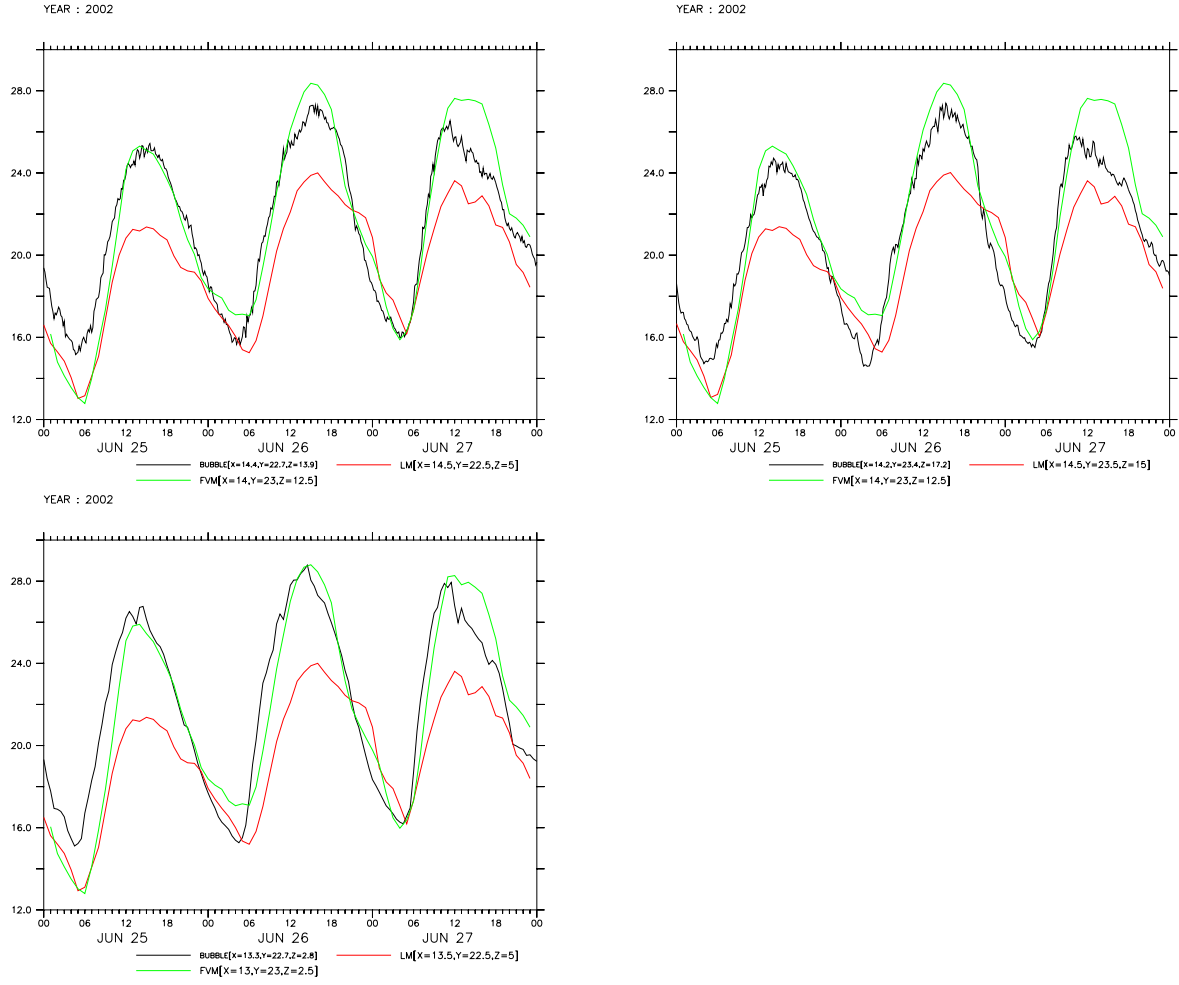 YEAR : 2002
28.0
24.0
20.0
16.0
12.0
00 06 12 18 00 06 12 18 00 06 12 18 00
JUN 25 JUN 26 JUN 27
BUBBLE[X=14.4,Y=22.7,Z=13.9] LM[X=14.5,Y=22.5,Z=5]
FVM[X=14,Y=23,Z=12.5]
YEAR : 2002
28.0
24.0
20.0
16.0
12.0
00 06 12 18 00 06 12 18 00 06 12 18 00
JUN 25 JUN 26 JUN 27
BUBBLE[X=14.2,Y=23.4,Z=17.2] LM[X=14.5,Y=23.5,Z=15]
FVM[X=14,Y=23,Z=12.5]
YEAR : 2002
28.0
24.0
20.0
16.0
12.0
00 06 12 18 00 06 12 18 00 06 12 18 00
JUN 25 JUN 26 JUN 27
BUBBLE[X=13.3,Y=22.7,Z=2.8] LM[X=13.5,Y=22.5,Z=5]
FVM[X=13,Y=23,Z=2.5]